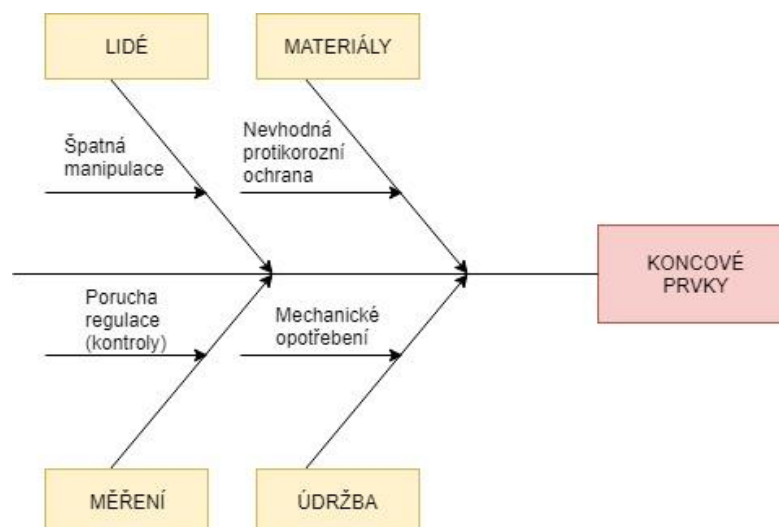 LIDÉ
MATERIÁLY
Špatná
manipulace
Nevhodná
protikorozní
ochrana
KONCOVÉ
PRVKY
Porucha
regulace
(kontroly)
Mechanické
opotřebení
MĚŘENÍ
ÚDRŽBA